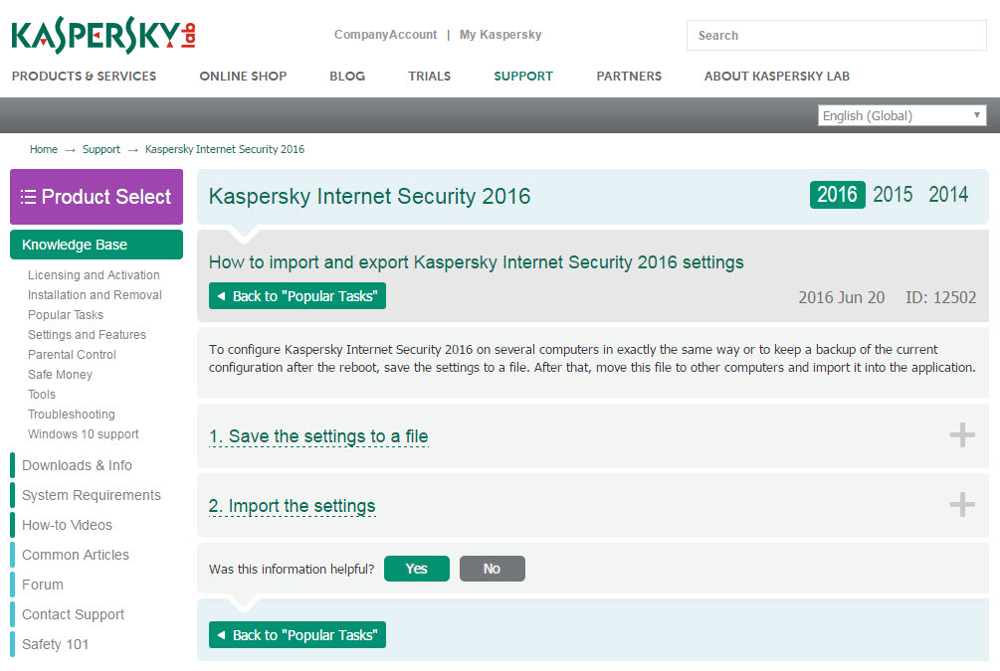 KASPERSKY lab
CompanyAccount | My Kaspersky
Search
PRODUCTS & SERVICES ONLINE SHOP BLOG TRIALS SUPPORT PARTNERS ABOUT KASPERSKY LAB
English (Global)
Home → Support → Kaspersky Internet Security 2016
Product Select
Knowledge Base
Licensing and Activation
Installation and Removal
Popular Tasks
Settings and Features
Parental Control
Safe Money
Tools
Troubleshooting
Windows 10 support
Downloads & Info
System Requirements
How-to Videos
Common Articles
Forum
Contact Support
Safety 101
Kaspersky Internet Security 2016
2016 2015 2014
How to import and export Kaspersky Internet Security 2016 settings
Back to "Popular Tasks"
2016 Jun 20 ID: 12502
To configure Kaspersky Internet Security 2016 on several computers in exactly the same way or to keep a backup of the current
configuration after the reboot, save the settings to a file. After that, move this file to other computers and import it into the application.
1. Save the settings to a file
2. Import the settings
Was this information helpful? Yes No
Back to "Popular Tasks"